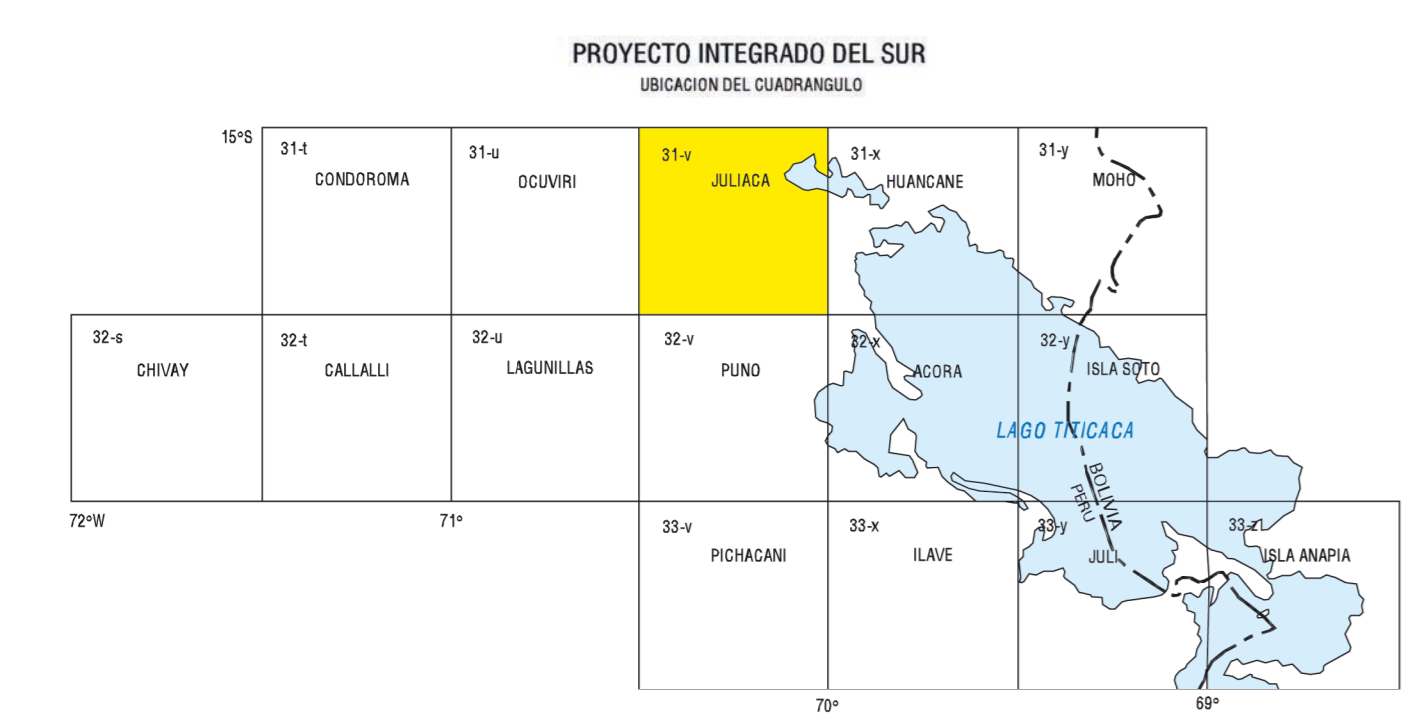 PROYECTO INTEGRADO DEL SUR
UBICACION DEL CUADRANGULO
15°S
31-t
CONDOROMA
31-u
OCUVIRI
31-v
JULIACA
31-x
HUANCANE
31-y
MOHO
32-s
CHIVAY
32-t
CALLALLI
32-u
LAGUNILLAS
32-v
PUNO
32-x
ACORA
32-y
ISLA SOTO
LAGO TITICACA
BOLIVIA
PERU
72°W
71°
33-v
PICHACANI
33-x
ILAVE
33-y
JULI
33-z
ISLA ANAPIA
70°
69°